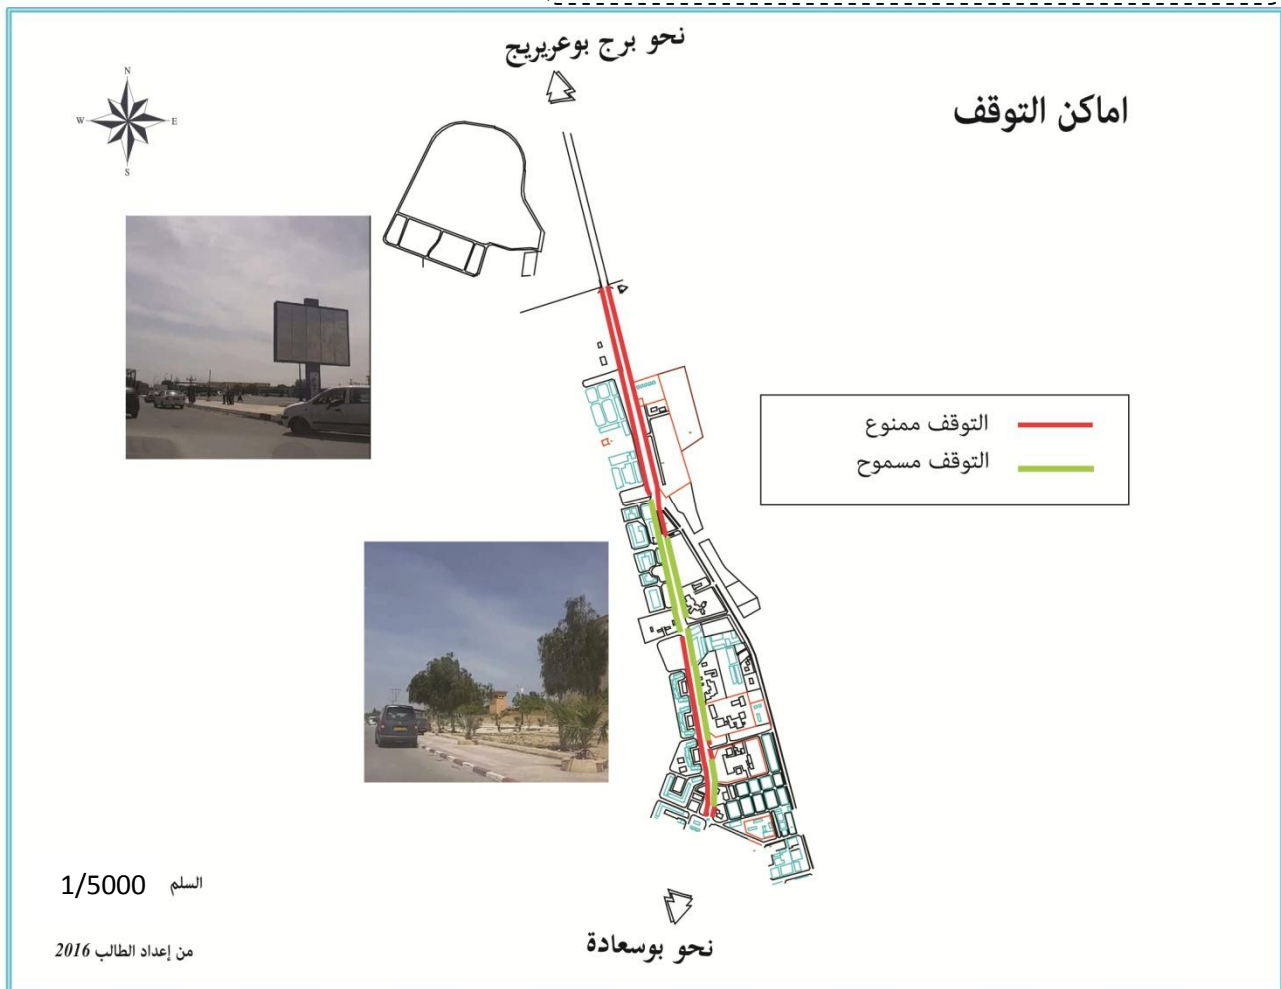 نحو برج بوعريريج
اماكن التوقف
N
W
E
S
التوقف ممنوع
التوقف مسموح
السلم 1/5000
نحو بوسعادة
من إعداد الطالب 2016